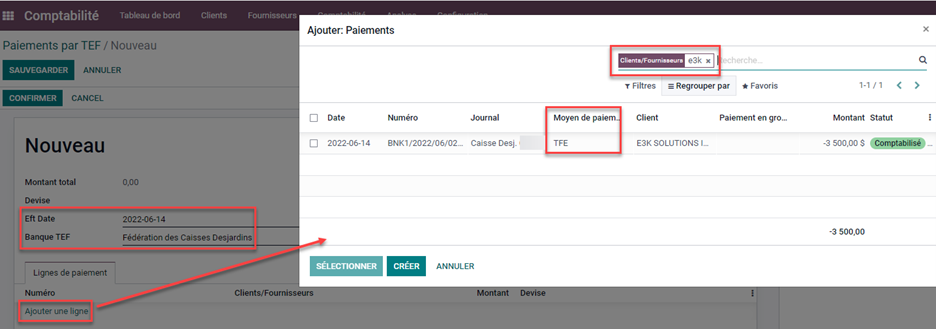 Comptabilité Tableau de bord Clients Fournisseurs
Paiements par TEF / Nouveau
SAUVEGARDER ANNULER
CONFIRMER CANCEL
Nouveau
Montant total 0,00
Devise
Eft Date 2022-06-14
Banque TEF Fédération des Caisses Desjardins
Lignes de paiement
Numéro Clients/Fournisseurs Montant Devise
Ajouter une ligne
Ajouter: Paiements ×
Clients/Fournisseurs e3k × Recherche...
Filtres Regrouper par Favoris 1-1 / 1
Date Numéro Journal Moyen de paiem... Client Paiement en gro... Montant Statut
2022-06-14 BNK1/2022/06/02... Caisse Desj. TFE E3K SOLUTIONS I... -3 500,00 $ Comptabilisé ...
-3 500,00
SÉLECTIONNER CRÉER ANNULER